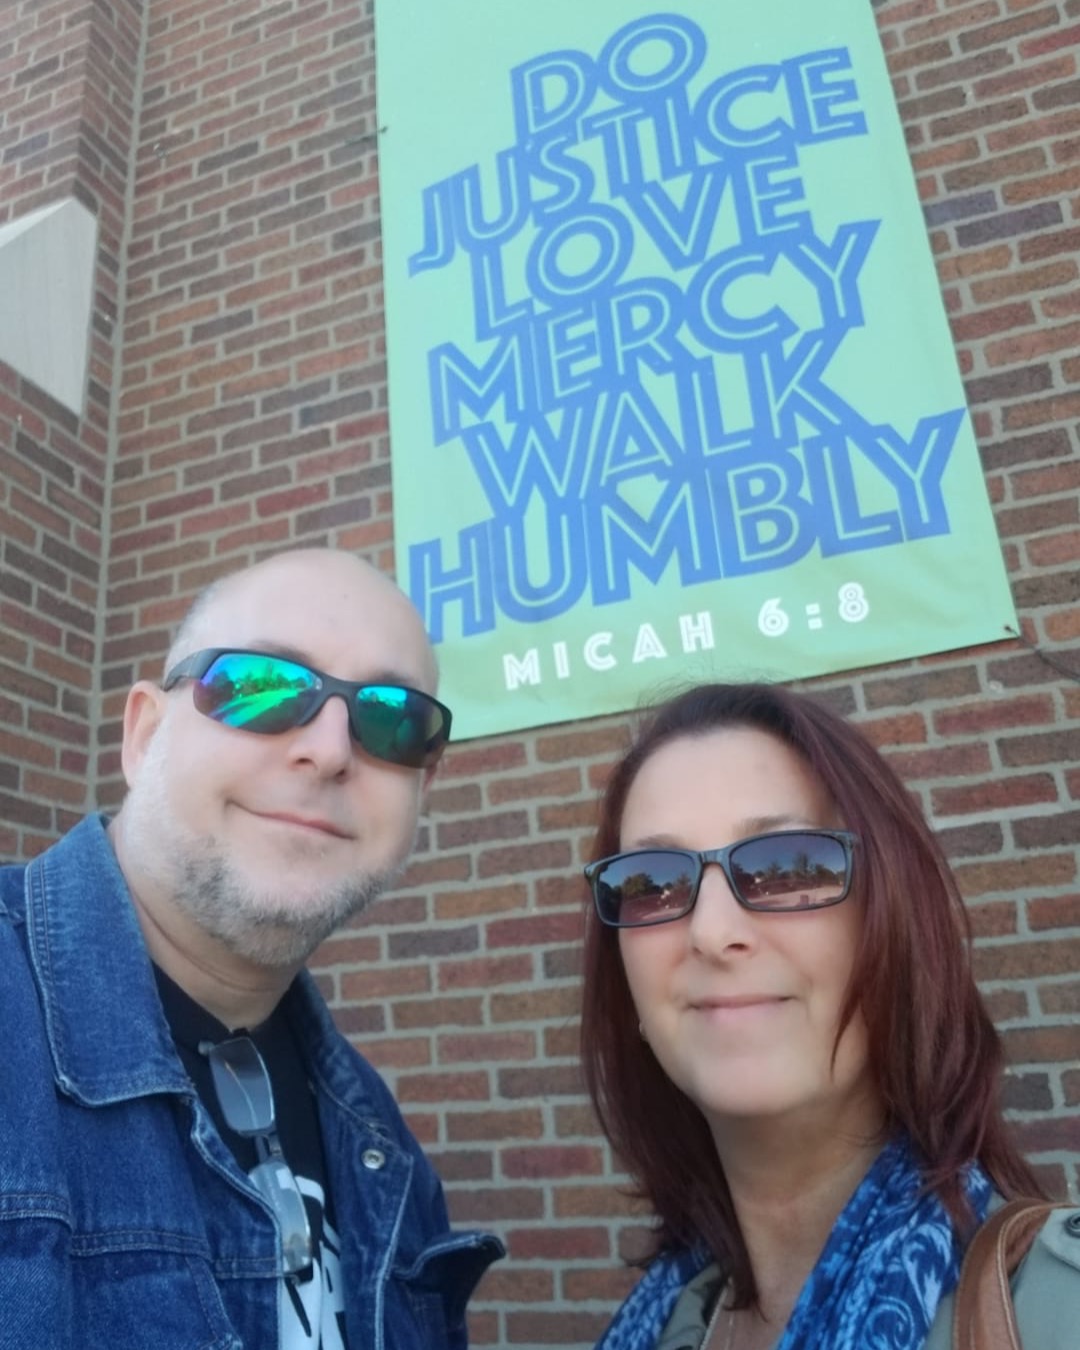 DO
JUSTICE
LOVE
MERCY
WALK
HUMBLY
MICAH 6:8